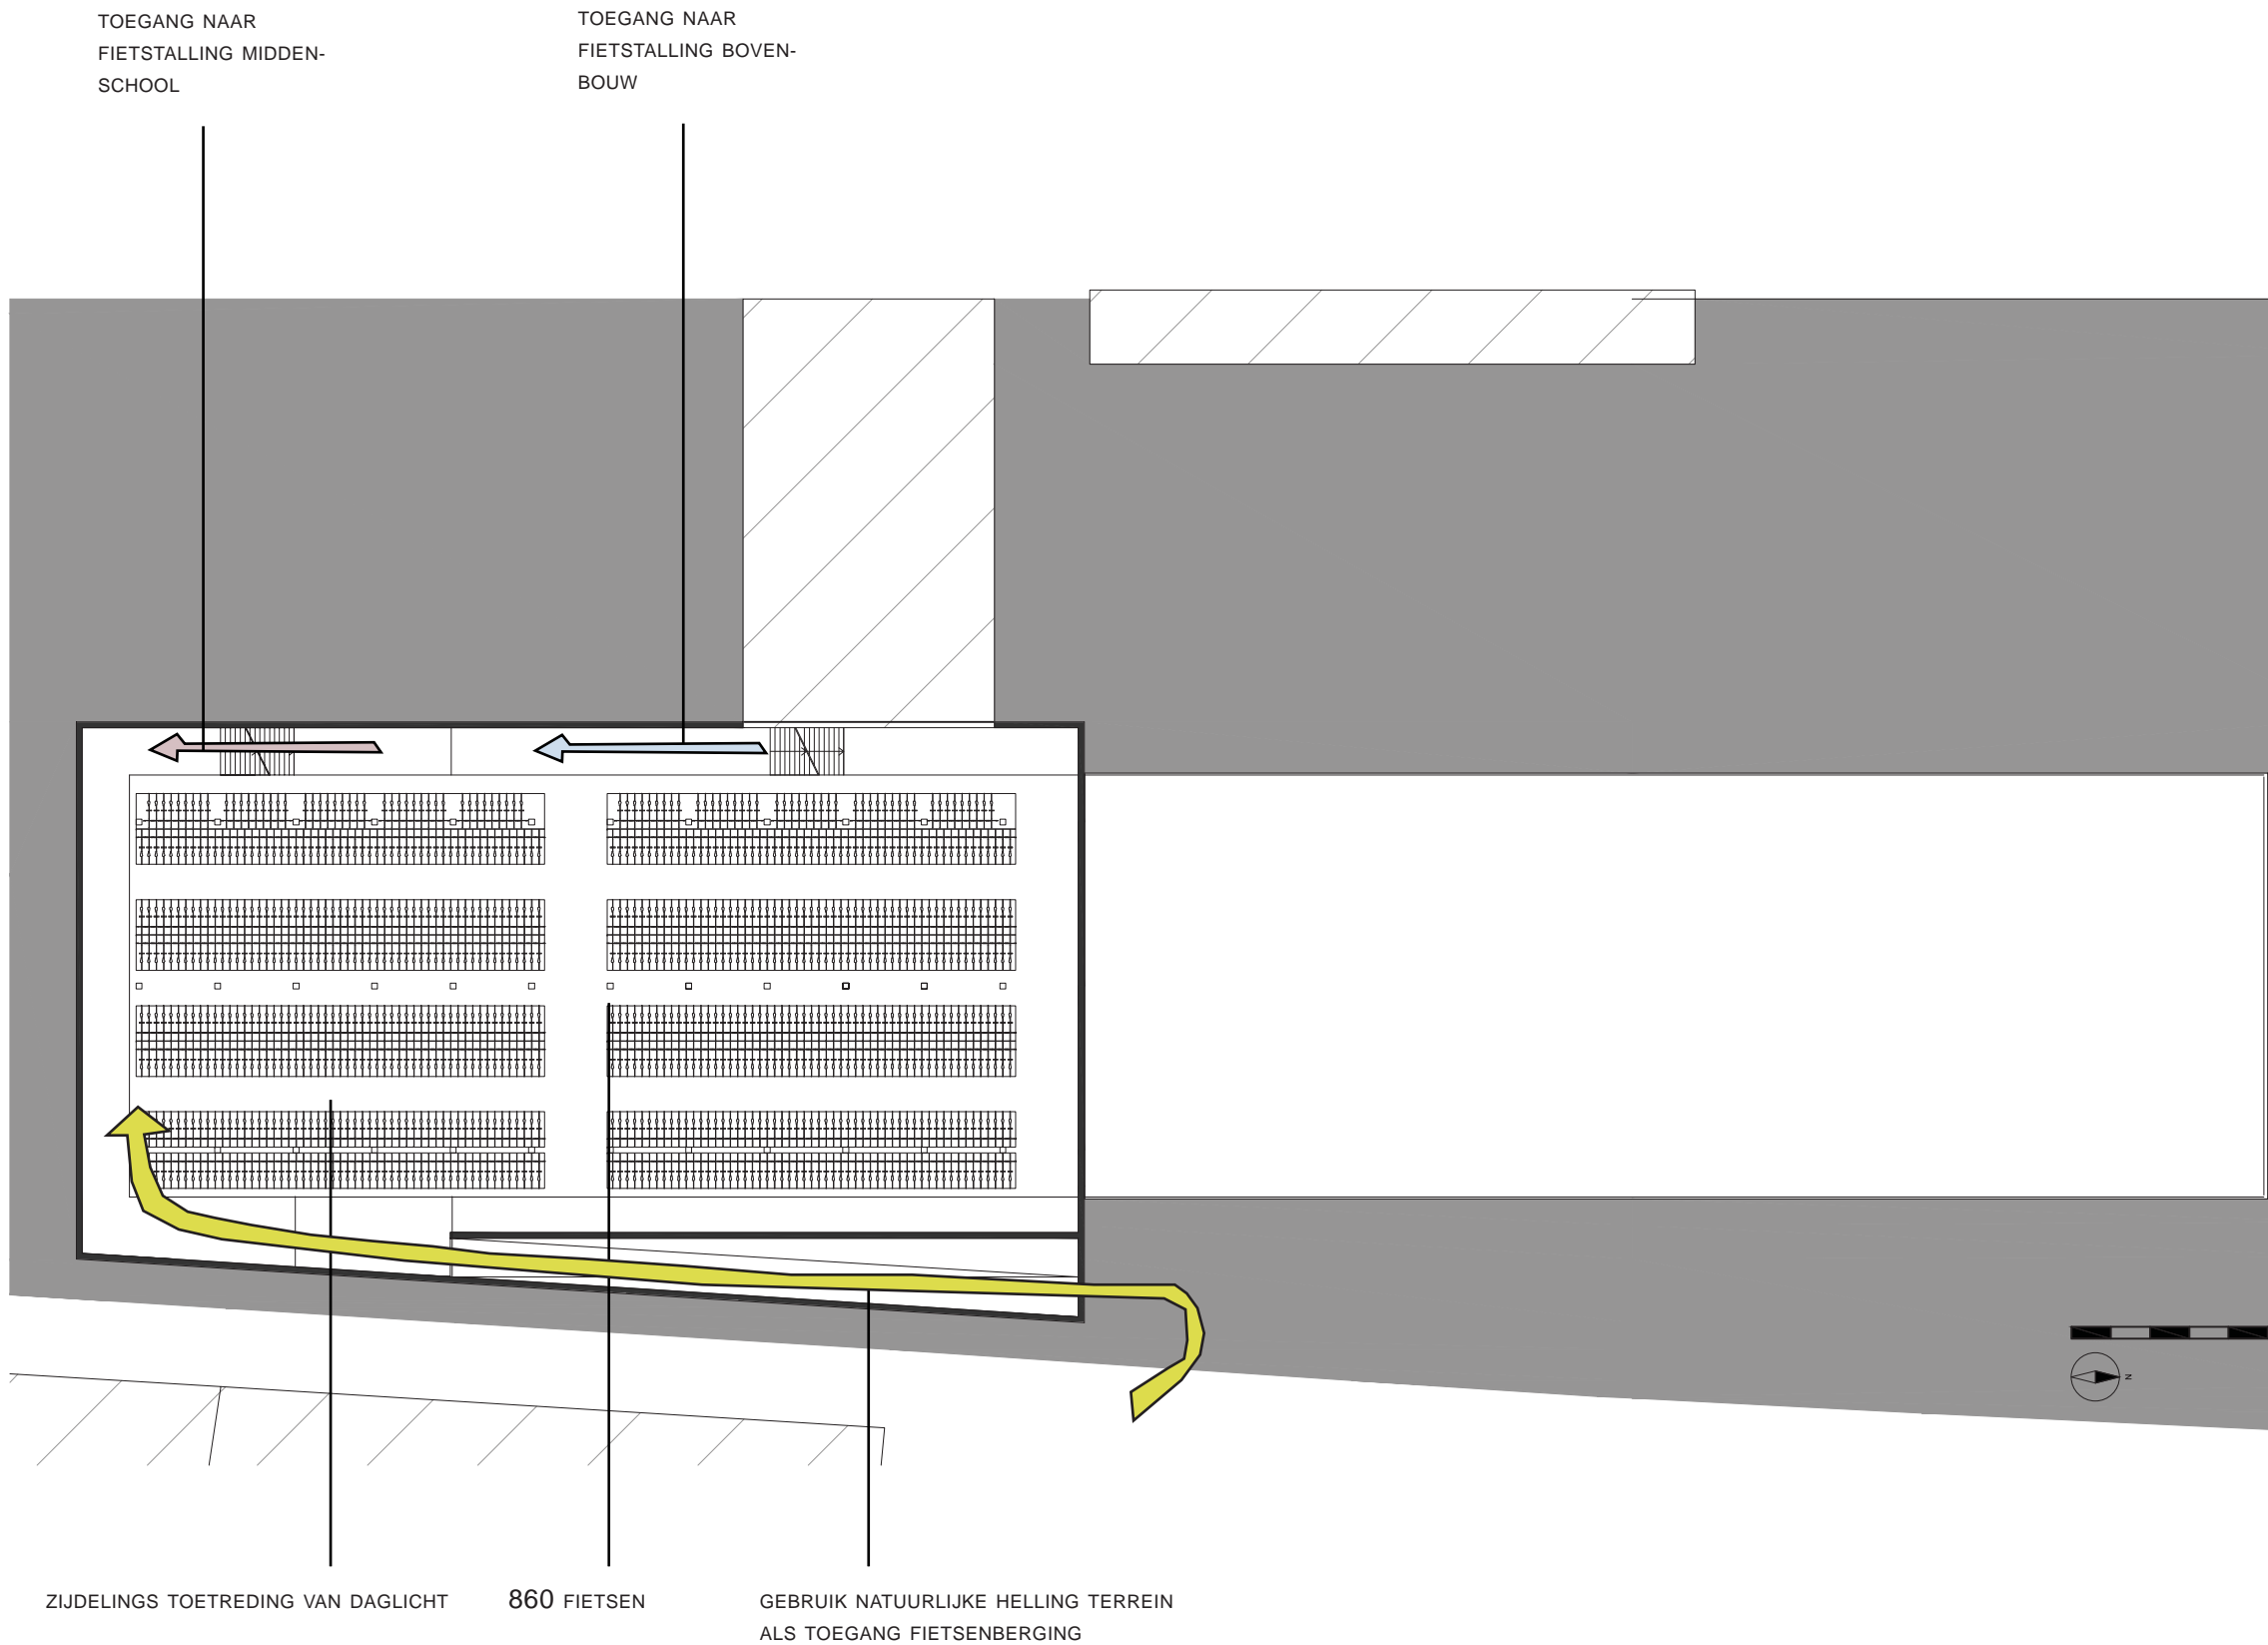 TOEGANG NAAR
FIETSTALLING MIDDEN-
SCHOOL
TOEGANG NAAR
FIETSTALLING BOVEN-
BOUW
N
ZIJDELINGS TOETREDING VAN DAGLICHT
860 FIETSEN
GEBRUIK NATUURLIJKE HELLING TERREIN
ALS TOEGANG FIETSENBERGING